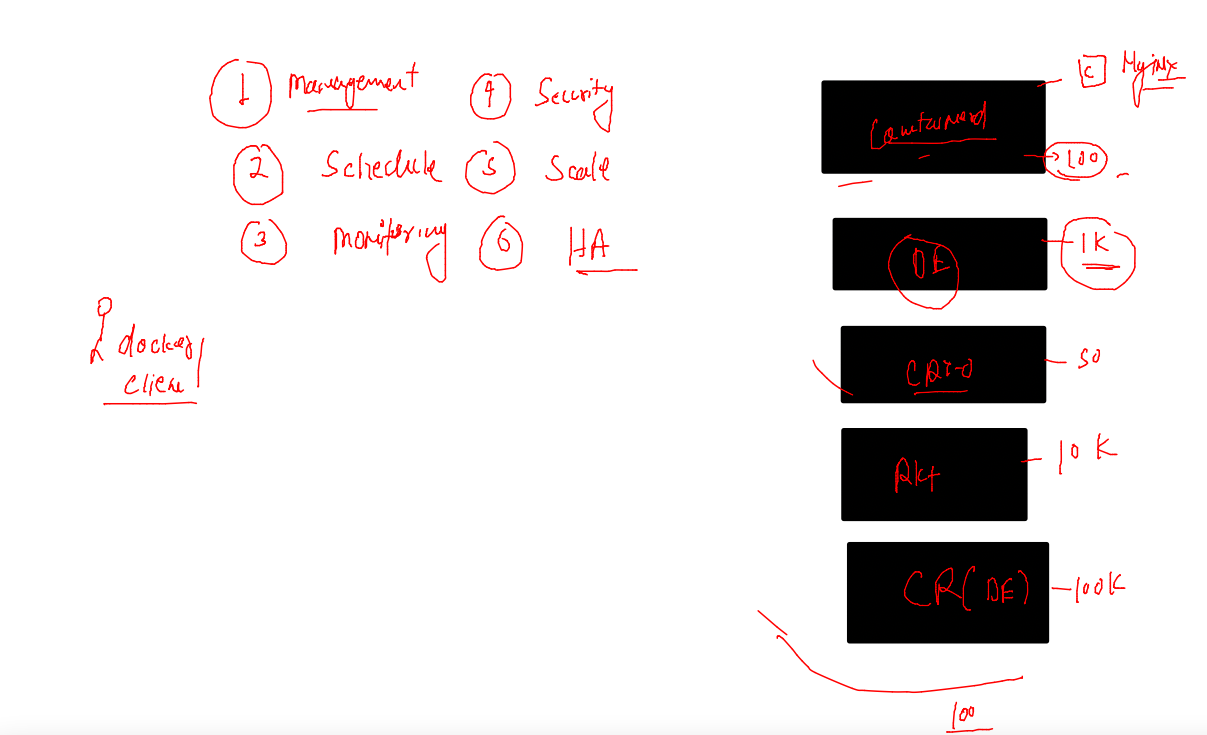 1 Management
4 Security
2 Schedule
5 Scale
3 Monitoring
6 HA
docker
client
Containerd
C
100
DE
1K
CRI-O
50
Rkt
10K
CR(DE)
100K
100